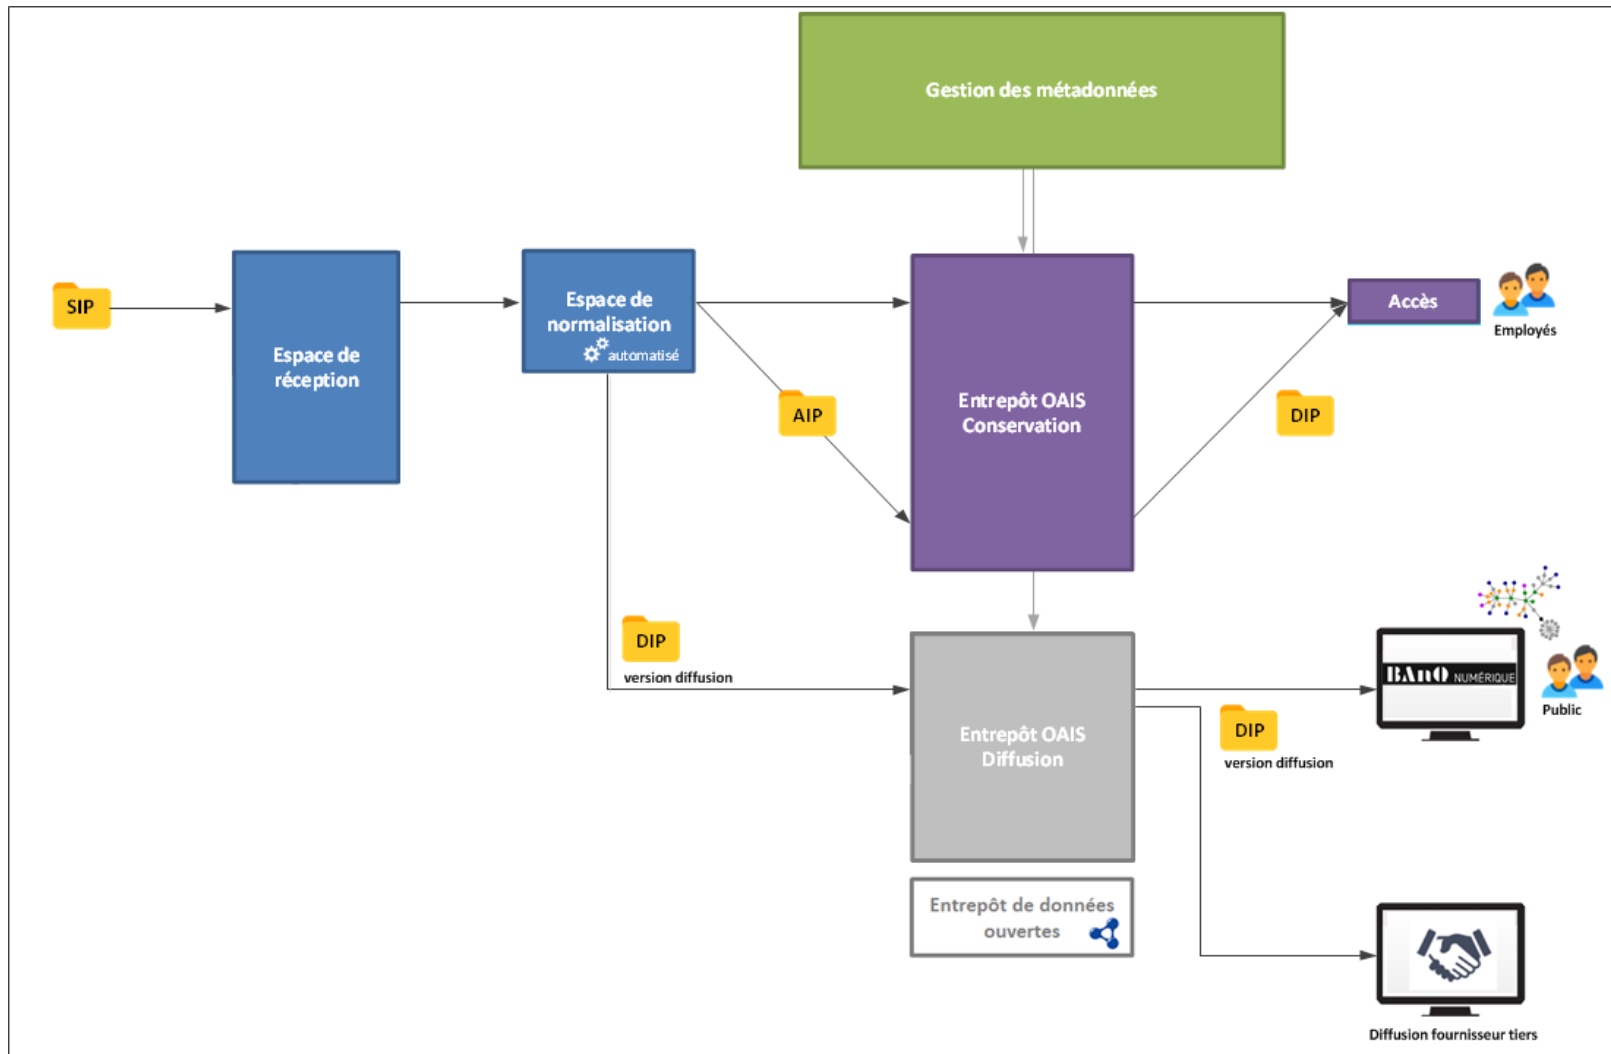 Gestion des métadonnées
SIP
Espace de
réception
Espace de
normalisation
automatisé
AIP
Entrepôt OAIS
Conservation
Accès
Employés
DIP
DIP
version diffusion
Entrepôt OAIS
Diffusion
DIP
version diffusion
BAnQ NUMÉRIQUE
Public
Entrepôt de données
ouvertes
Diffusion fournisseur tiers